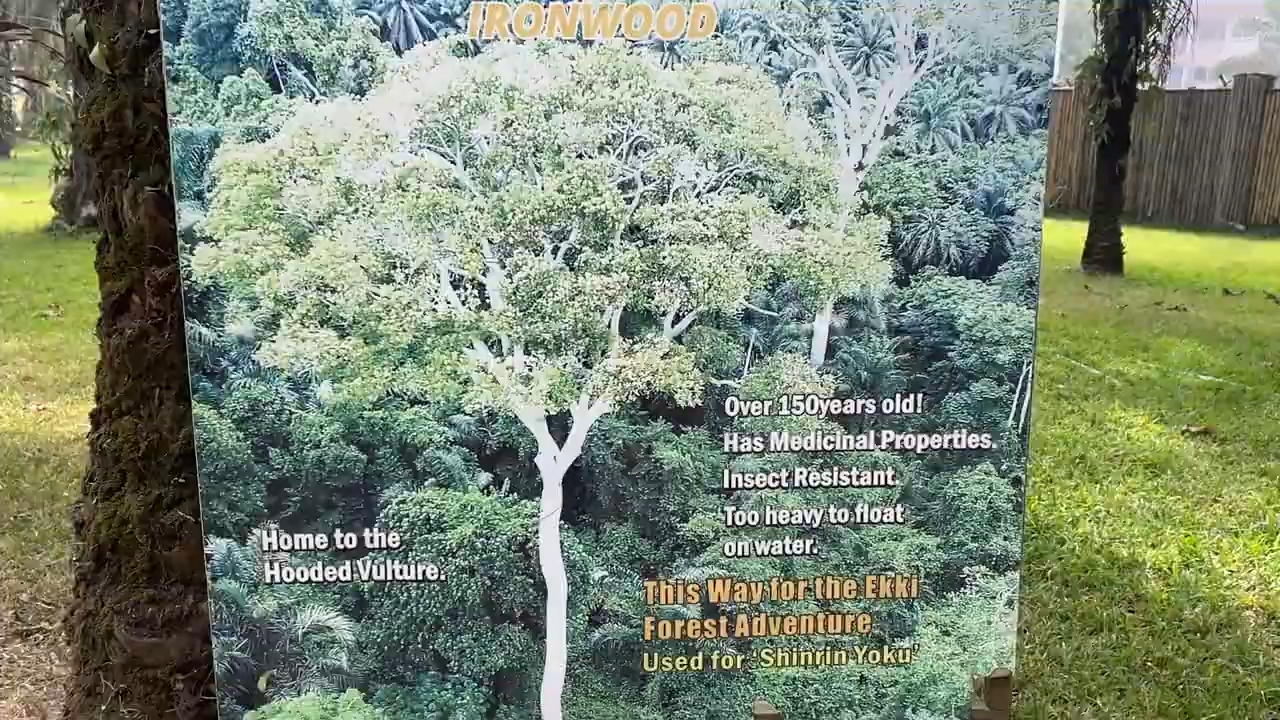 IRONWOOD
Over 150years old!
Has Medicinal Properties.
Insect Resistant.
Too heavy to float
on water.
Home to the
Hooded Vulture.
This Way for the Ekki
Forest Adventure
Used for 'Shinrin-Yoku'